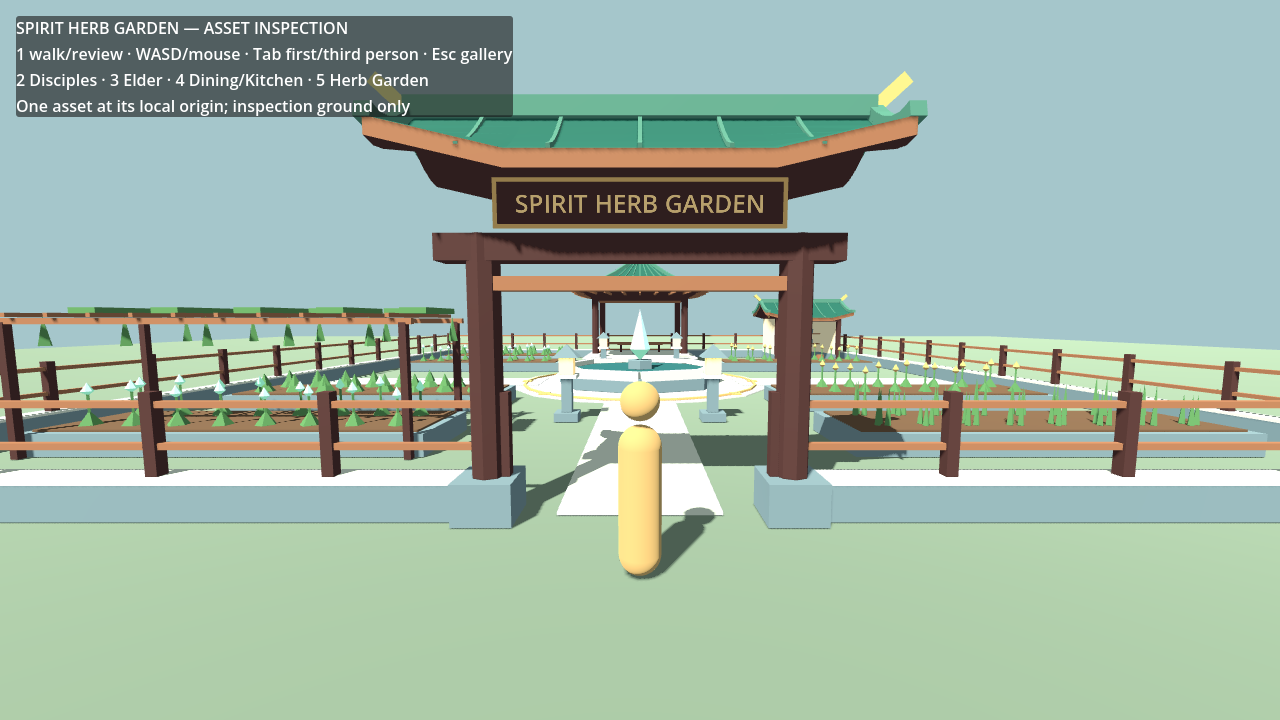 SPIRIT HERB GARDEN — ASSET INSPECTION
1 walk/review · WASD/mouse · Tab first/third person · Esc gallery
2 Disciples · 3 Elder · 4 Dining/Kitchen · 5 Herb Garden
One asset at its local origin; inspection ground only
SPIRIT HERB GARDEN